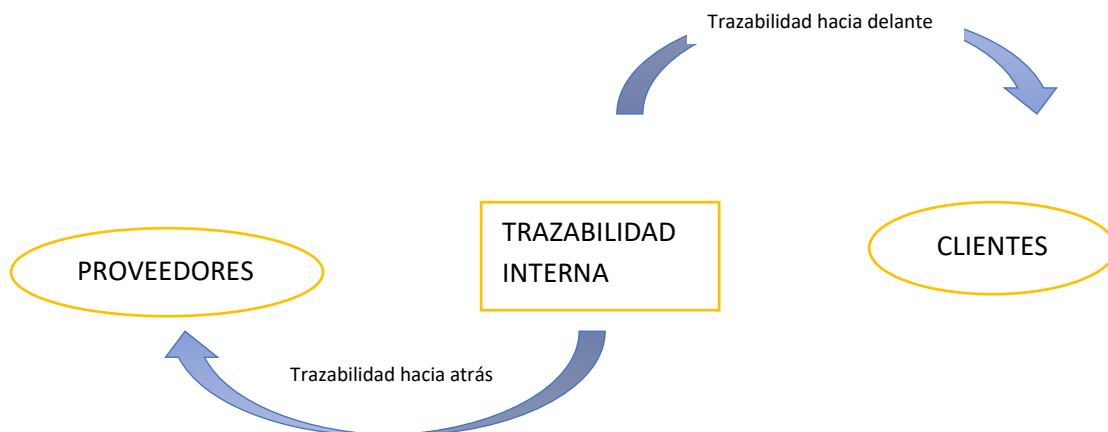 Trazabilidad hacia delante
TRAZABILIDAD
INTERNA
CLIENTES
PROVEEDORES
Trazabilidad hacia atrás